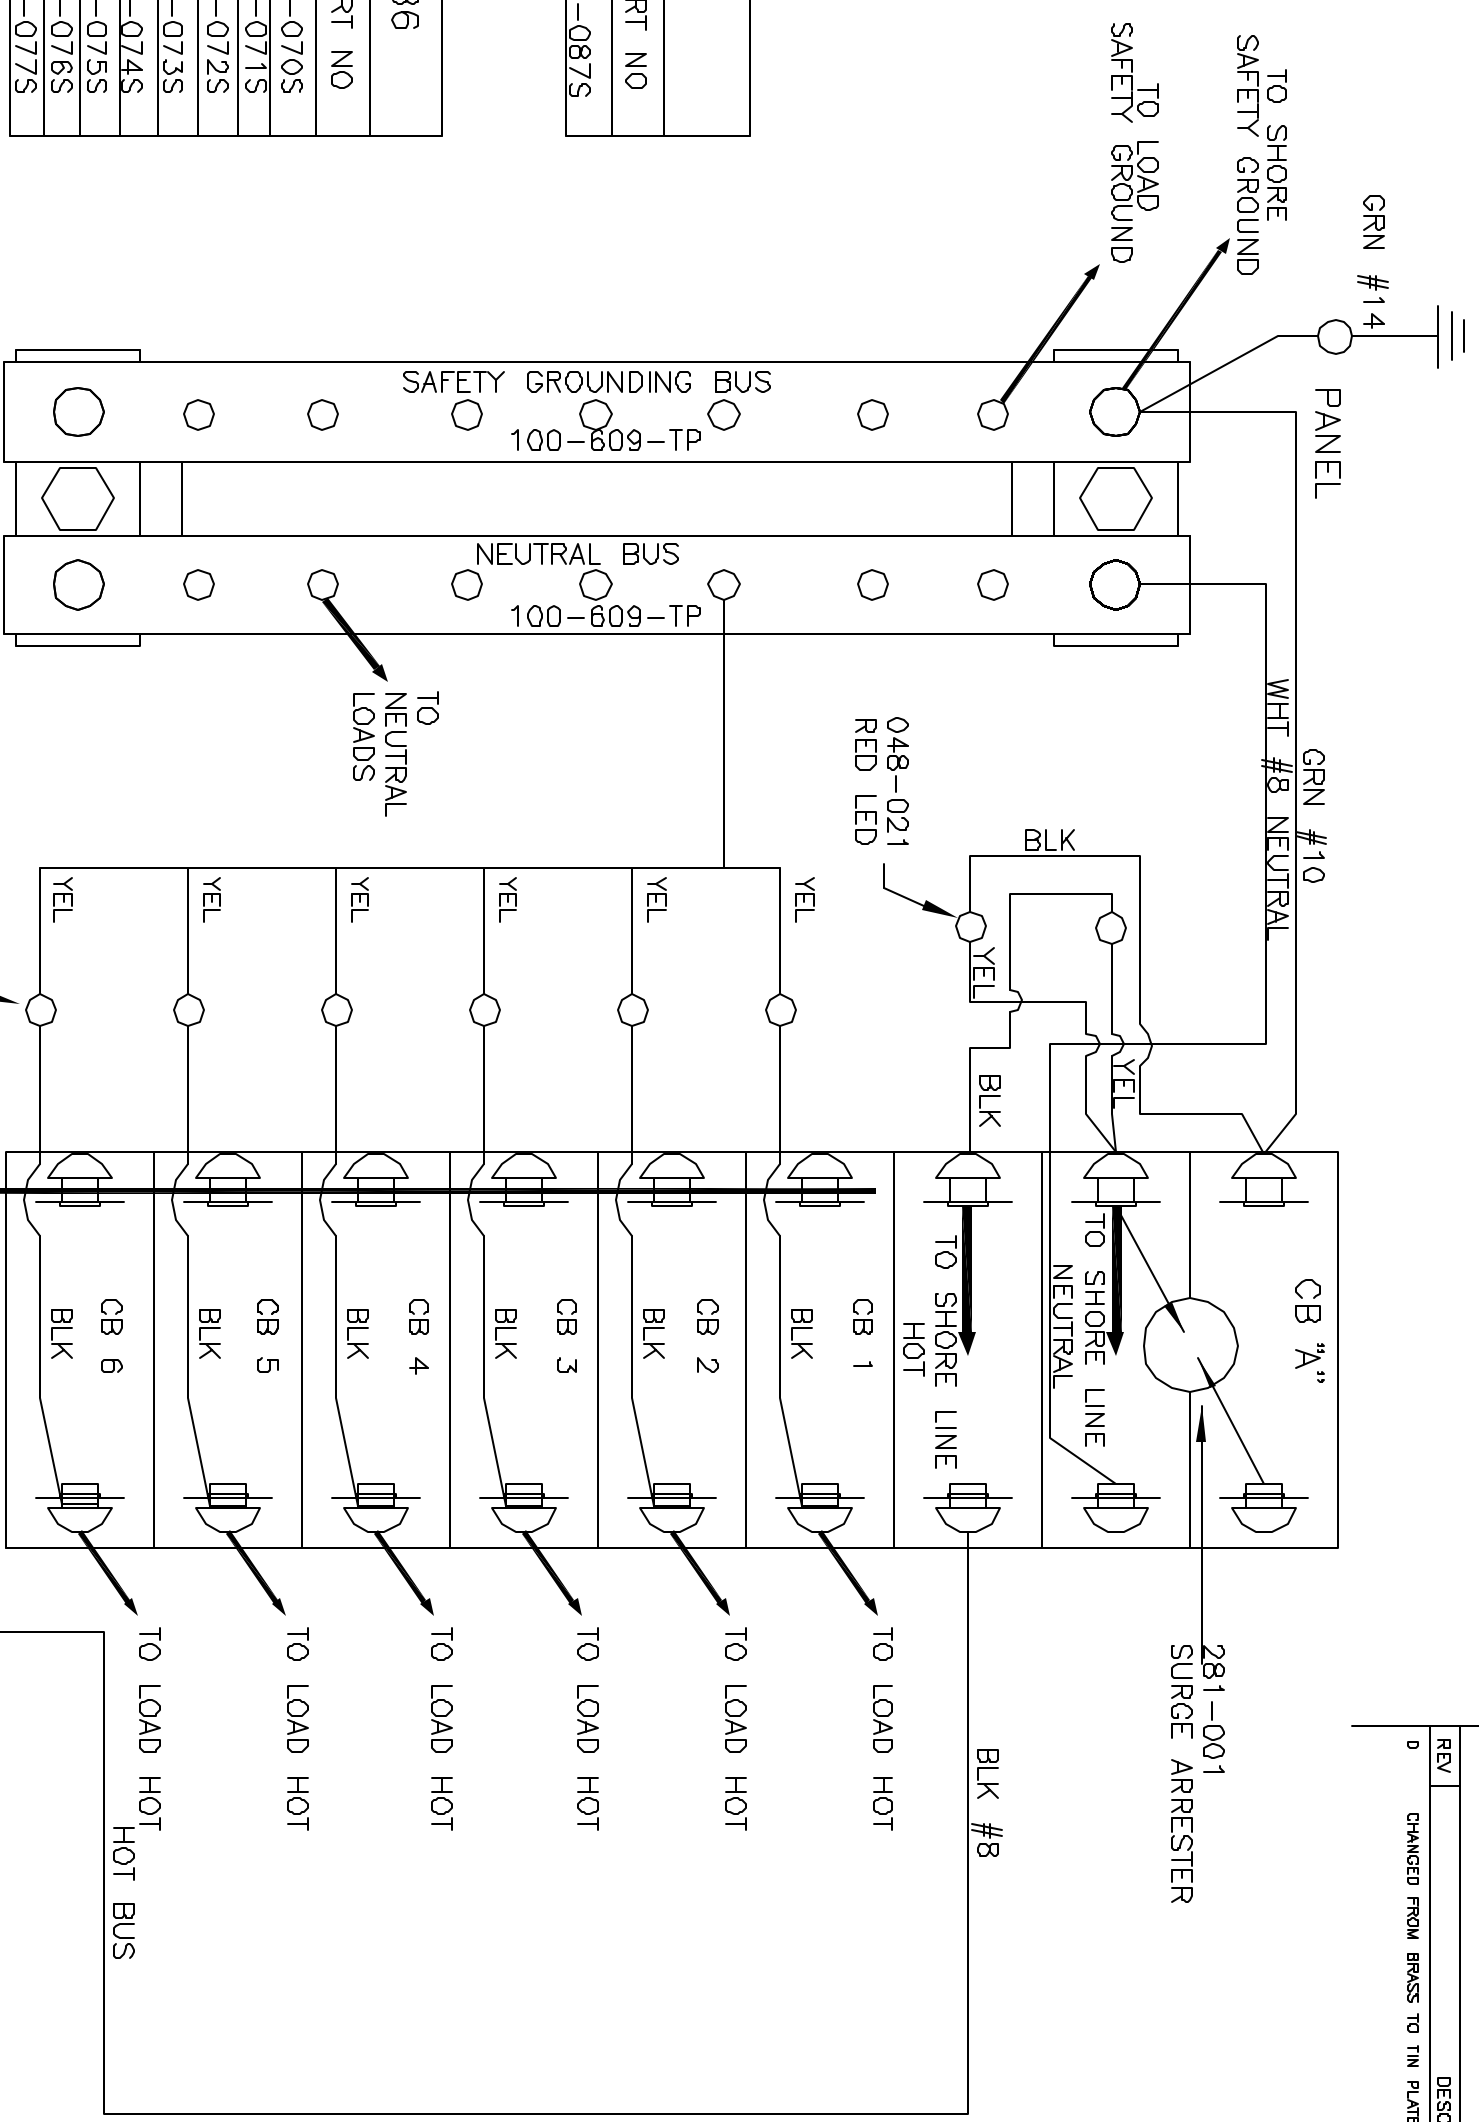 REV
DESC
D CHANGED FROM BRASS TO TIN PLATE
GRN #14
PANEL
TO SHORE
SAFETY GROUND
TO LOAD
SAFETY GROUND
GRN #10
WHT #8 NEUTRAL
SAFETY GROUNDING BUS
100-609-TP
NEUTRAL BUS
100-609-TP
TO
NEUTRAL
LOADS
048-021
RED LED
BLK
YEL
YEL
BLK
YEL
YEL
YEL
YEL
YEL
YEL
CB "A"
TO SHORE LINE
NEUTRAL
TO SHORE LINE
HOT
CB 1
BLK
CB 2
BLK
CB 3
BLK
CB 4
BLK
CB 5
BLK
CB 6
BLK
281-001
SURGE ARRESTER
BLK #8
TO LOAD HOT
TO LOAD HOT
TO LOAD HOT
TO LOAD HOT
TO LOAD HOT
TO LOAD HOT
HOT BUS
RT NO
-087S
36
RT NO
-070S
-071S
-072S
-073S
-074S
-075S
-076S
-077S